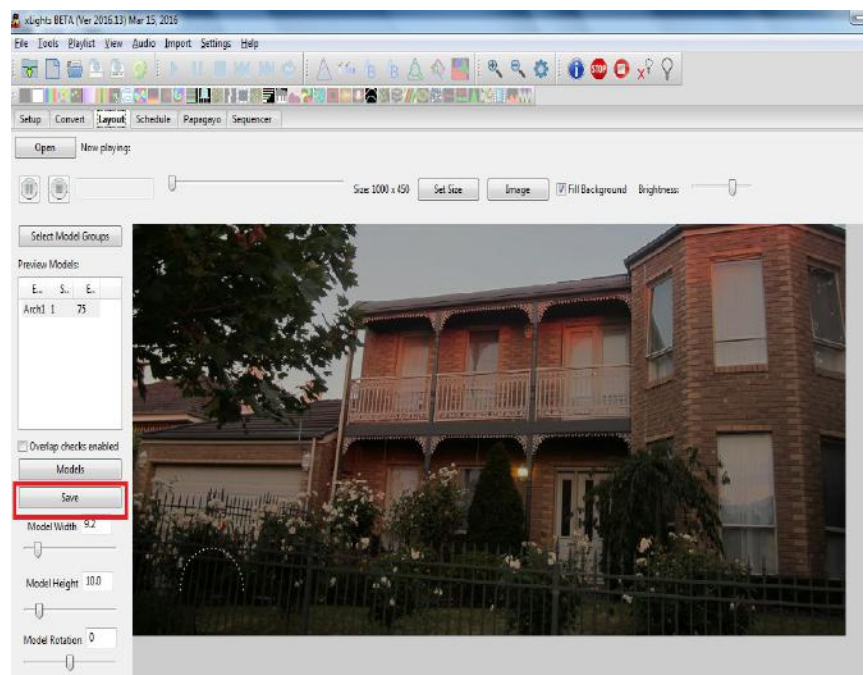 xLights BETA (Ver 2016.13) Mar 15, 2016
File Tools Playlist View Audio Import Settings Help
STOP
Setup Convert Layout Schedule Papagayo Sequencer
Open Now playing:
Size: 1000 x 450 Set Size Image Fill Background Brightness:
Select Model Groups
Preview Models:
E... S... E...
Arch1 1 75
Overlap checks enabled
Models
Save
Model Width 9.2
Model Height 10.0
Model Rotation 0